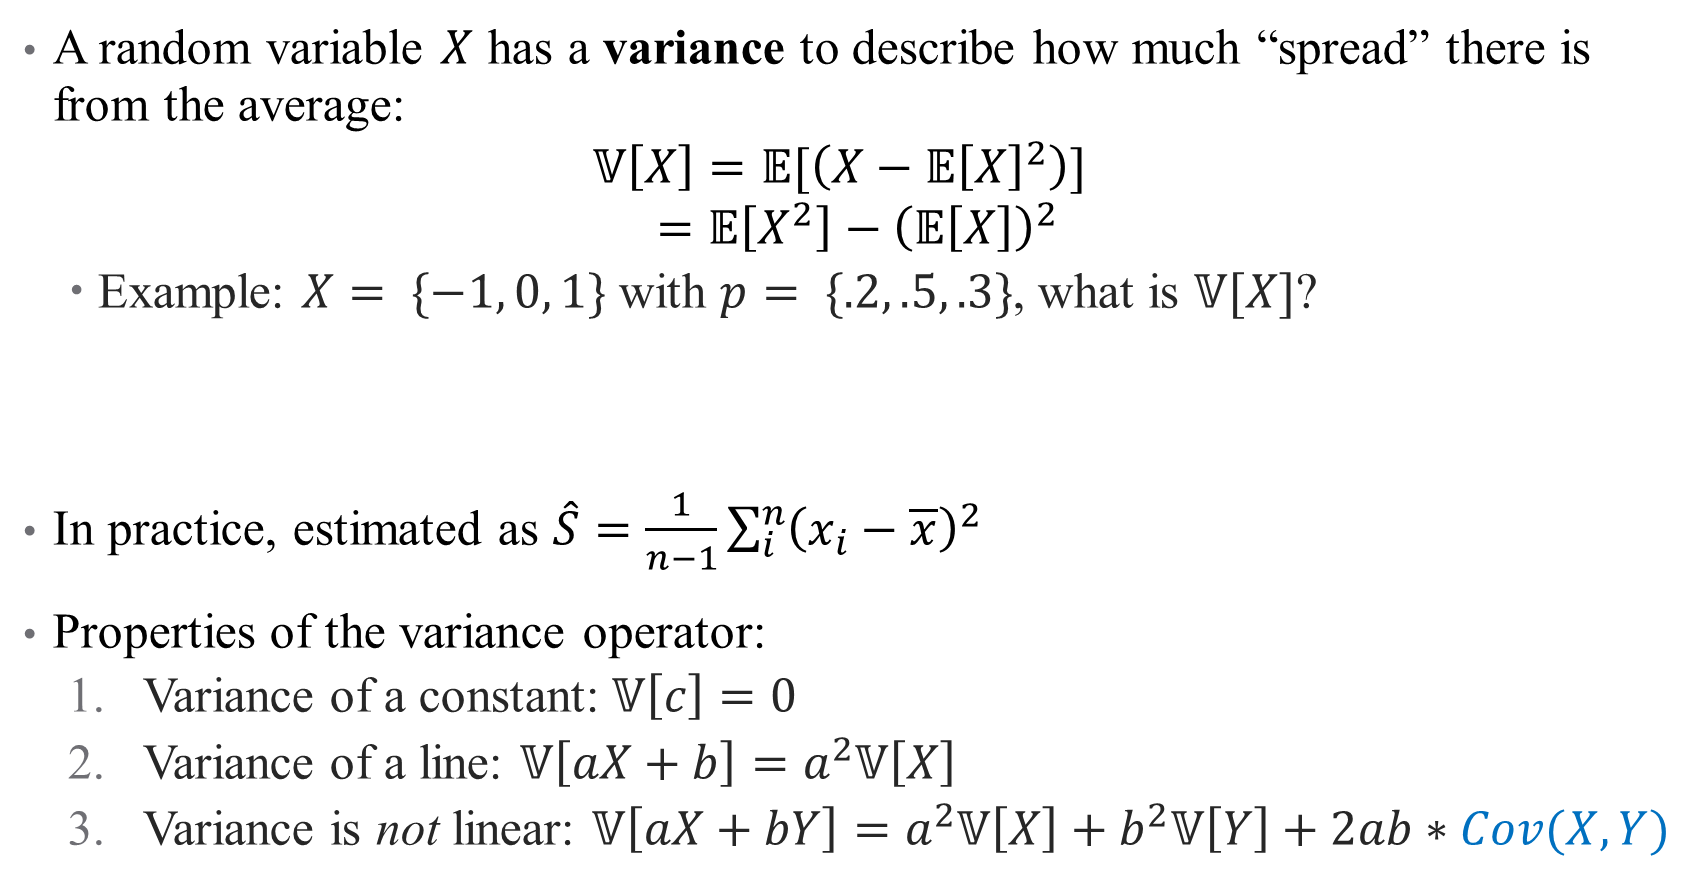 • A random variable X has a variance to describe how much “spread” there is
from the average:
𝕍[X] = 𝔼[(X − 𝔼[X]²)]
= 𝔼[X²] − (𝔼[X])²
• Example: X = {−1, 0, 1} with p = {.2, .5, .3}, what is 𝕍[X]?
• In practice, estimated as Ŝ = 1/(n−1) ∑ᵢⁿ(xᵢ − x̅)²
• Properties of the variance operator:
1. Variance of a constant: 𝕍[c] = 0
2. Variance of a line: 𝕍[aX + b] = a²𝕍[X]
3. Variance is not linear: 𝕍[aX + bY] = a²𝕍[X] + b²𝕍[Y] + 2ab ∗ Cov(X, Y)